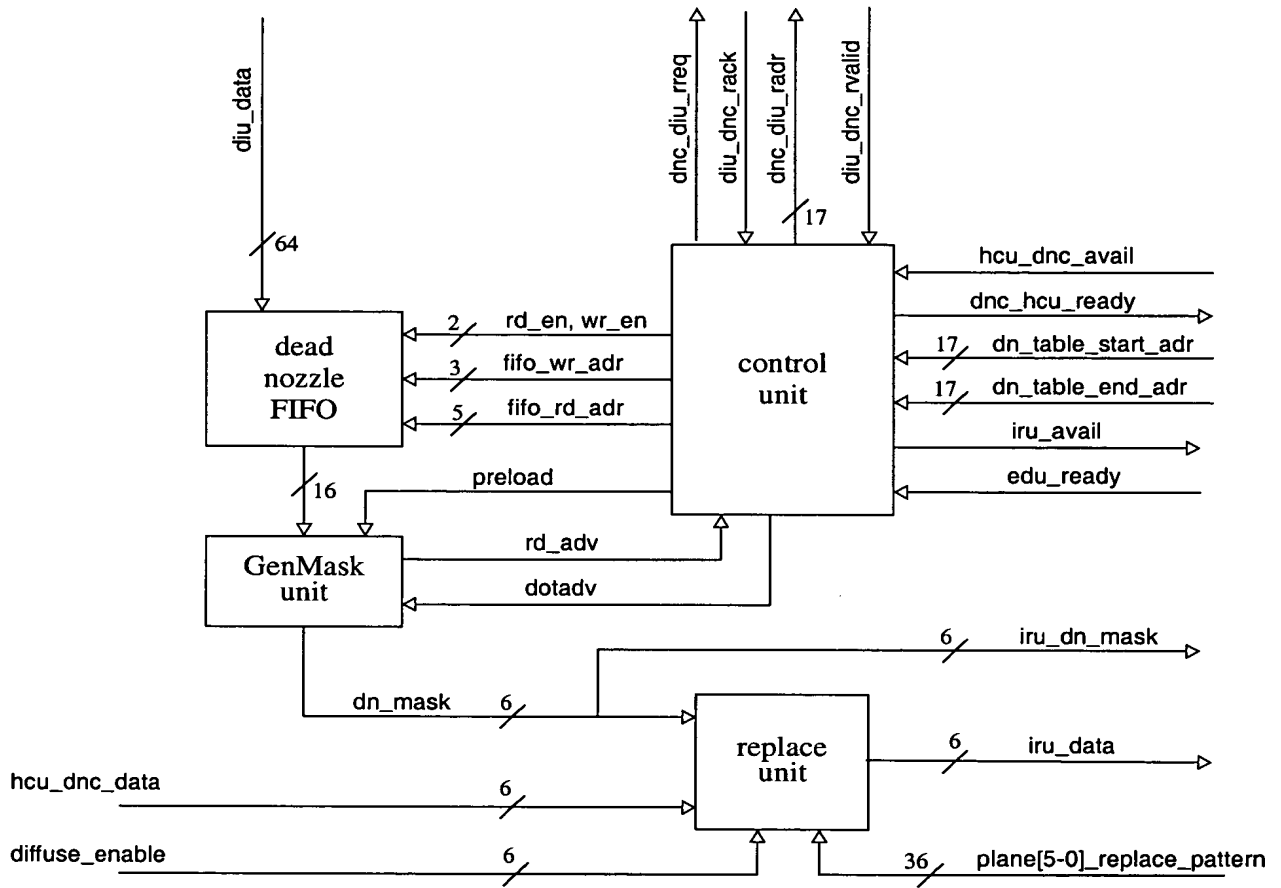 diu_data
dnc_diu_rreq
diu_dnc_rack
dnc_diu_radr
diu_dnc_rvalid
17
64
hcu_dnc_avail
dnc_hcu_ready
17 dn_table_start_adr
17 dn_table_end_adr
iru_avail
edu_ready
control
unit
2 rd_en, wr_en
3 fifo_wr_adr
5 fifo_rd_adr
dead
nozzle
FIFO
16
preload
GenMask
unit
rd_adv
dotadv
6 iru_dn_mask
dn_mask 6
replace
unit
6 iru_data
hcu_dnc_data 6
diffuse_enable 6
36 plane[5-0]_replace_pattern